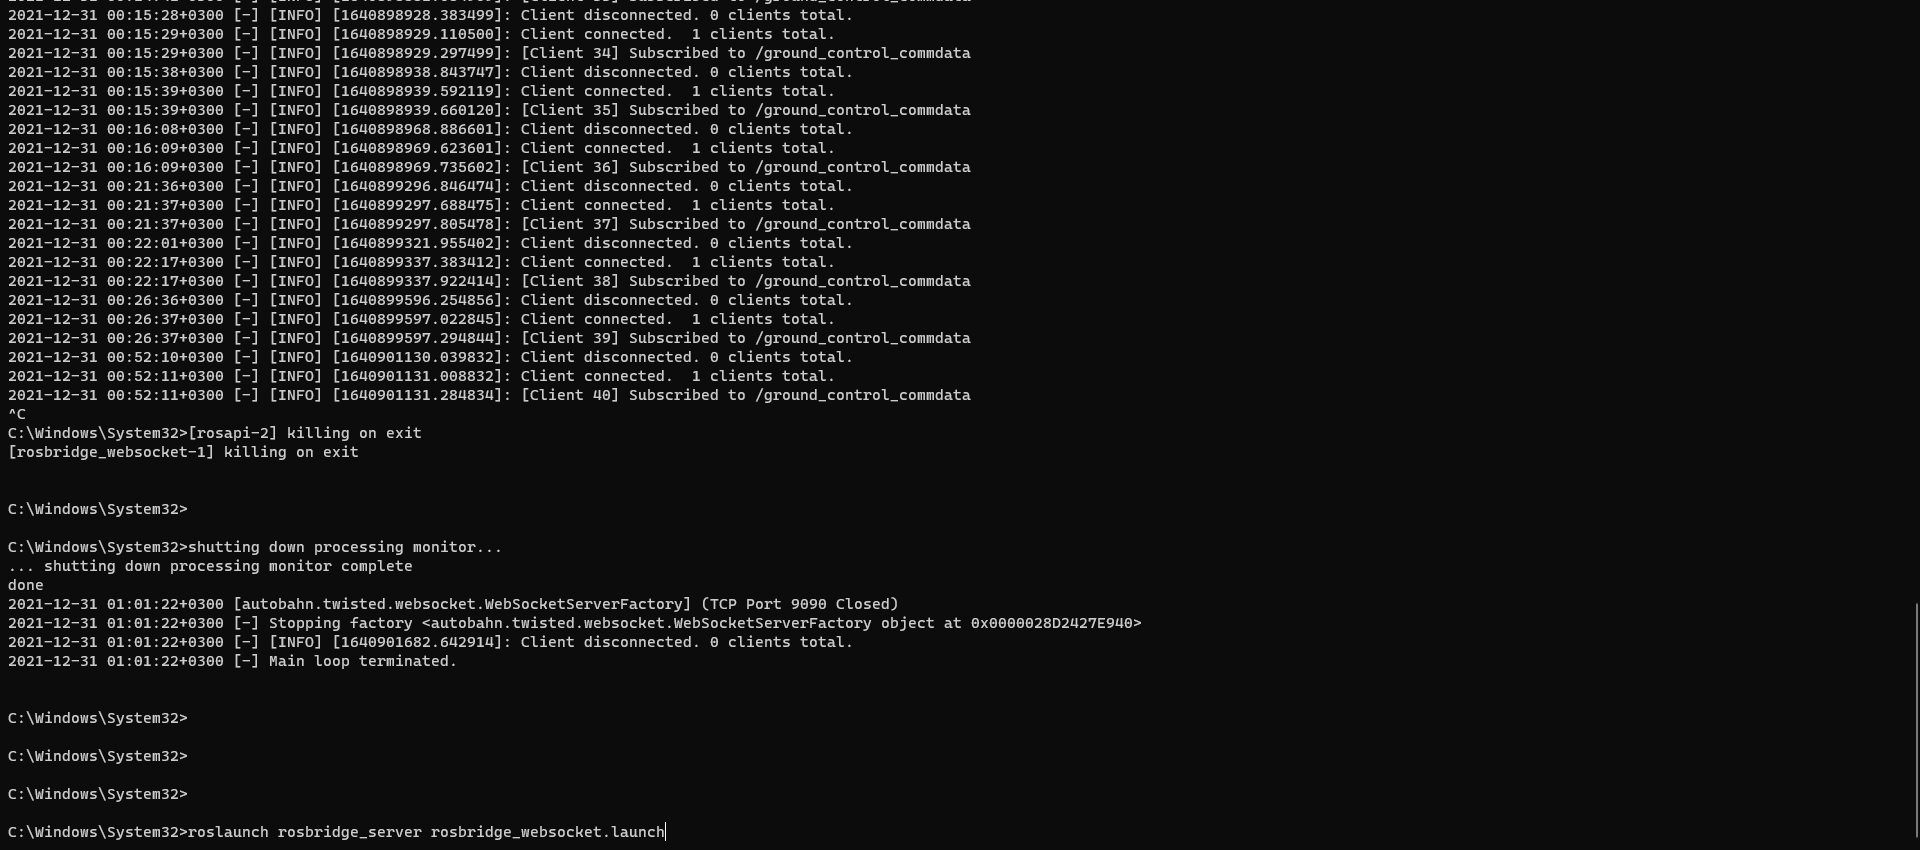 2021-12-31 00:15:28+0300 [-] [INFO] [1640898928.383499]: Client disconnected. 0 clients total.
2021-12-31 00:15:29+0300 [-] [INFO] [1640898929.110500]: Client connected.  1 clients total.
2021-12-31 00:15:29+0300 [-] [INFO] [1640898929.297499]: [Client 34] Subscribed to /ground_control_commdata
2021-12-31 00:15:38+0300 [-] [INFO] [1640898938.843747]: Client disconnected. 0 clients total.
2021-12-31 00:15:39+0300 [-] [INFO] [1640898939.592119]: Client connected.  1 clients total.
2021-12-31 00:15:39+0300 [-] [INFO] [1640898939.660120]: [Client 35] Subscribed to /ground_control_commdata
2021-12-31 00:16:08+0300 [-] [INFO] [1640898968.886601]: Client disconnected. 0 clients total.
2021-12-31 00:16:09+0300 [-] [INFO] [1640898969.623601]: Client connected.  1 clients total.
2021-12-31 00:16:09+0300 [-] [INFO] [1640898969.735602]: [Client 36] Subscribed to /ground_control_commdata
2021-12-31 00:21:36+0300 [-] [INFO] [1640899296.846474]: Client disconnected. 0 clients total.
2021-12-31 00:21:37+0300 [-] [INFO] [1640899297.688475]: Client connected.  1 clients total.
2021-12-31 00:21:37+0300 [-] [INFO] [1640899297.805478]: [Client 37] Subscribed to /ground_control_commdata
2021-12-31 00:22:01+0300 [-] [INFO] [1640899321.955402]: Client disconnected. 0 clients total.
2021-12-31 00:22:17+0300 [-] [INFO] [1640899337.383412]: Client connected.  1 clients total.
2021-12-31 00:22:17+0300 [-] [INFO] [1640899337.922414]: [Client 38] Subscribed to /ground_control_commdata
2021-12-31 00:26:36+0300 [-] [INFO] [1640899596.254856]: Client disconnected. 0 clients total.
2021-12-31 00:26:37+0300 [-] [INFO] [1640899597.022845]: Client connected.  1 clients total.
2021-12-31 00:26:37+0300 [-] [INFO] [1640899597.294844]: [Client 39] Subscribed to /ground_control_commdata
2021-12-31 00:52:10+0300 [-] [INFO] [1640901130.039832]: Client disconnected. 0 clients total.
2021-12-31 00:52:11+0300 [-] [INFO] [1640901131.008832]: Client connected.  1 clients total.
2021-12-31 00:52:11+0300 [-] [INFO] [1640901131.284834]: [Client 40] Subscribed to /ground_control_commdata
^C
C:\Windows\System32>[rosapi-2] killing on exit
[rosbridge_websocket-1] killing on exit
C:\Windows\System32>
C:\Windows\System32>shutting down processing monitor...
... shutting down processing monitor complete
done
2021-12-31 01:01:22+0300 [autobahn.twisted.websocket.WebSocketServerFactory] (TCP Port 9090 Closed)
2021-12-31 01:01:22+0300 [-] Stopping factory <autobahn.twisted.websocket.WebSocketServerFactory object at 0x0000028D2427E940>
2021-12-31 01:01:22+0300 [-] [INFO] [1640901682.642914]: Client disconnected. 0 clients total.
2021-12-31 01:01:22+0300 [-] Main loop terminated.
C:\Windows\System32>
C:\Windows\System32>
C:\Windows\System32>
C:\Windows\System32>roslaunch rosbridge_server rosbridge_websocket.launch